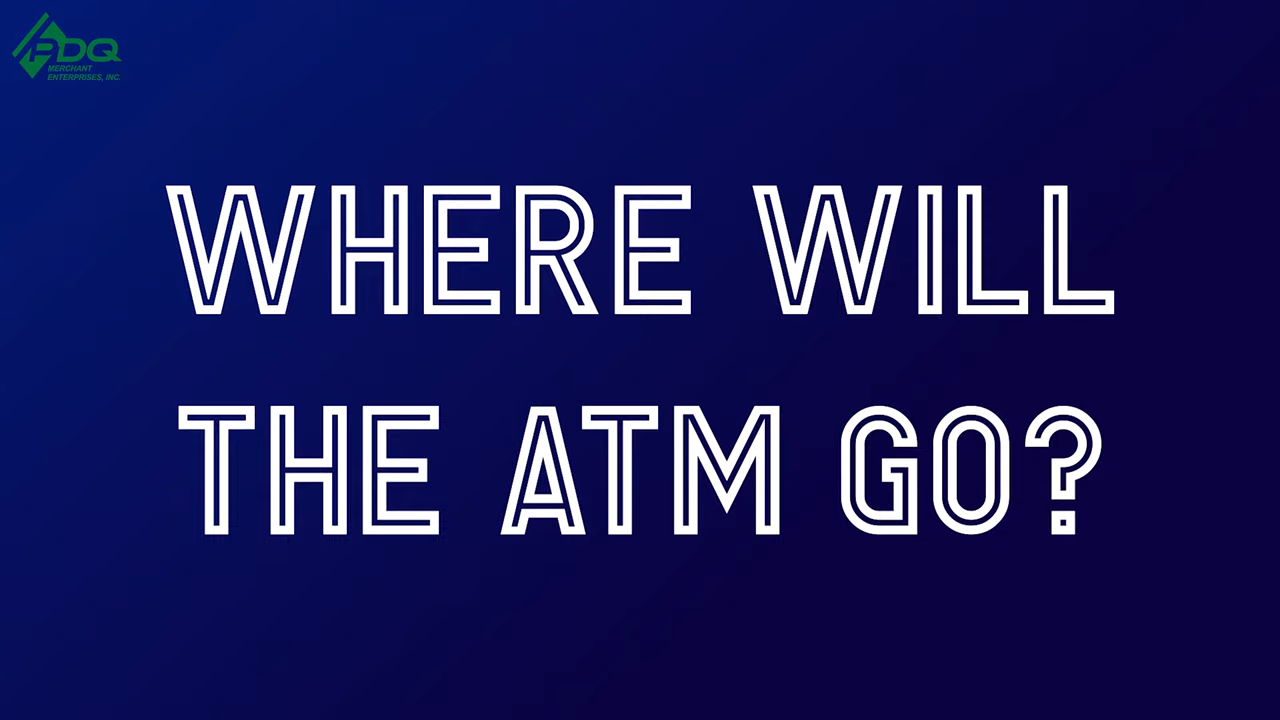 PDQ
MERCHANT
ENTERPRISES, INC.
WHERE WILL
THE ATM GO?